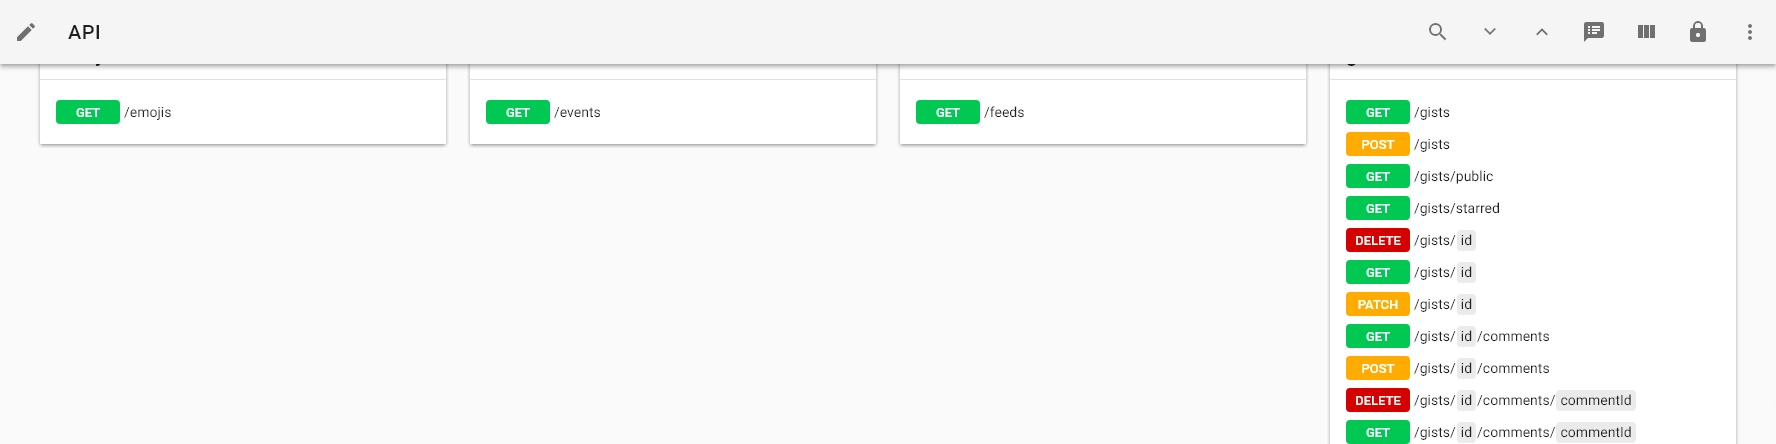 API
GET /emojis
GET /events
GET /feeds
GET /gists
POST /gists
GET /gists/public
GET /gists/starred
DELETE /gists/ id
GET /gists/ id
PATCH /gists/ id
GET /gists/ id /comments
POST /gists/ id /comments
DELETE /gists/ id /comments/ commentId
GET /gists/ id /comments/ commentId